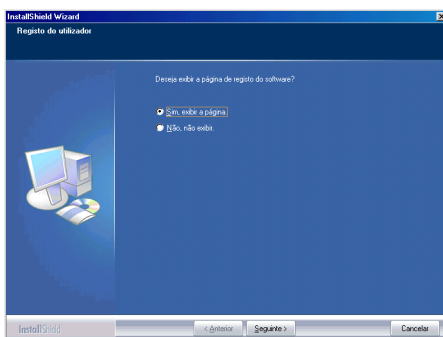 InstallShield Wizard
Registo do utilizador
Deseja exibir a página de registo do software?
Sim, exibir a página.
Não, não exibir.
InstallShield
< Anterior
Seguinte >
Cancelar